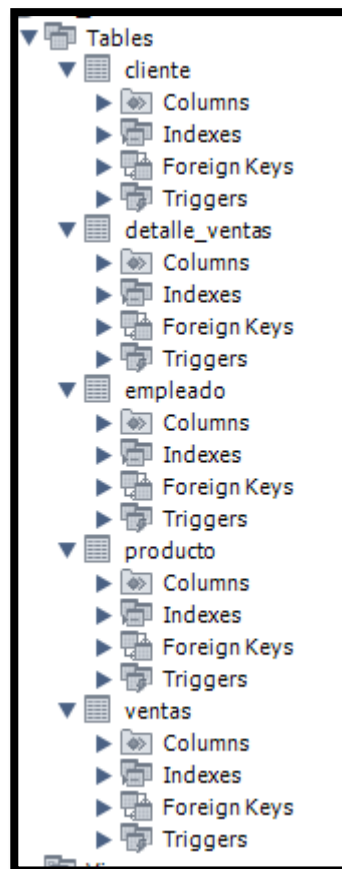 Tables
cliente
Columns
Indexes
Foreign Keys
Triggers
detalle_ventas
Columns
Indexes
Foreign Keys
Triggers
empleado
Columns
Indexes
Foreign Keys
Triggers
producto
Columns
Indexes
Foreign Keys
Triggers
ventas
Columns
Indexes
Foreign Keys
Triggers